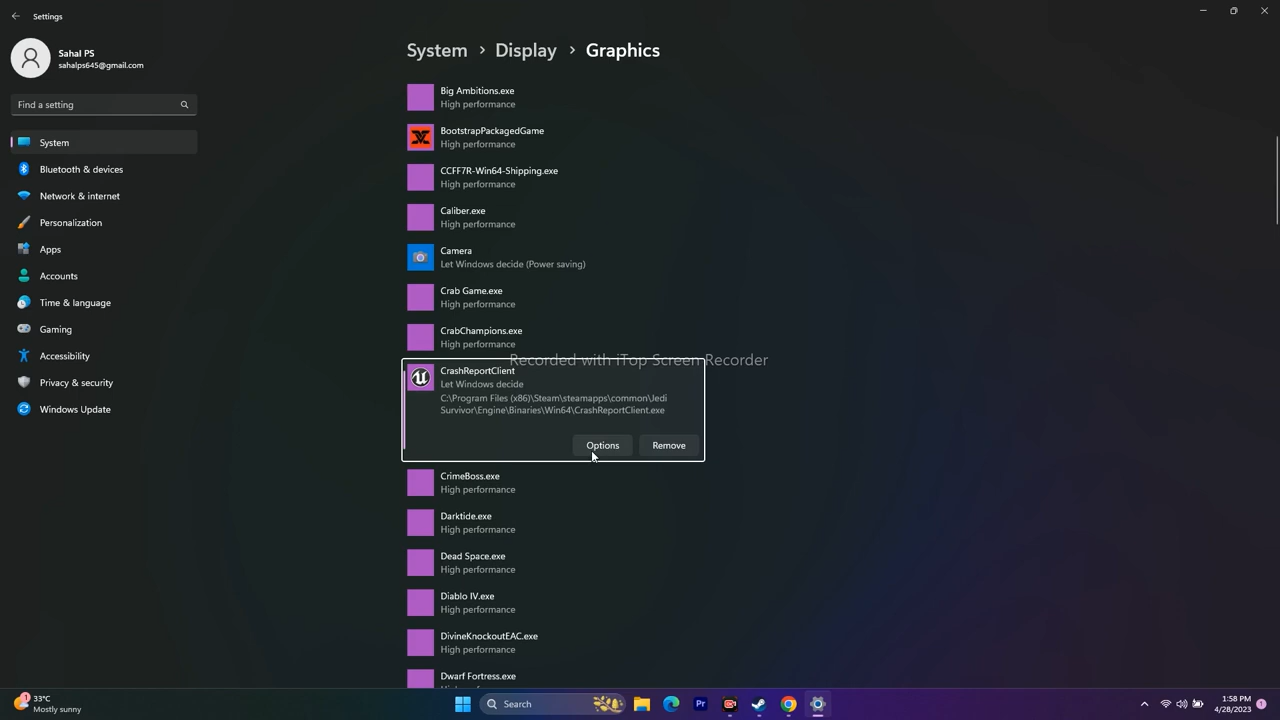 Settings
Sahal PS
sahalps645@gmail.com
Find a setting
System
Bluetooth & devices
Network & internet
Personalization
Apps
Accounts
Time & language
Gaming
Accessibility
Privacy & security
Windows Update
System > Display > Graphics
Big Ambitions.exe
High performance
BootstrapPackagedGame
High performance
CCFF7R-Win64-Shipping.exe
High performance
Caliber.exe
High performance
Camera
Let Windows decide (Power saving)
Crab Game.exe
High performance
CrabChampions.exe
High performance
Recorded with iTop Screen Recorder
CrashReportClient
Let Windows decide
C:\Program Files (x86)\Steam\steamapps\common\Jedi
Survivor\Engine\Binaries\Win64\CrashReportClient.exe
Options Remove
CrimeBoss.exe
High performance
Darktide.exe
High performance
Dead Space.exe
High performance
Diablo IV.exe
High performance
DivineKnockoutEAC.exe
High performance
Dwarf Fortress.exe
1
33°C
Mostly sunny
Search
Pr
1:58 PM
4/28/2023
1